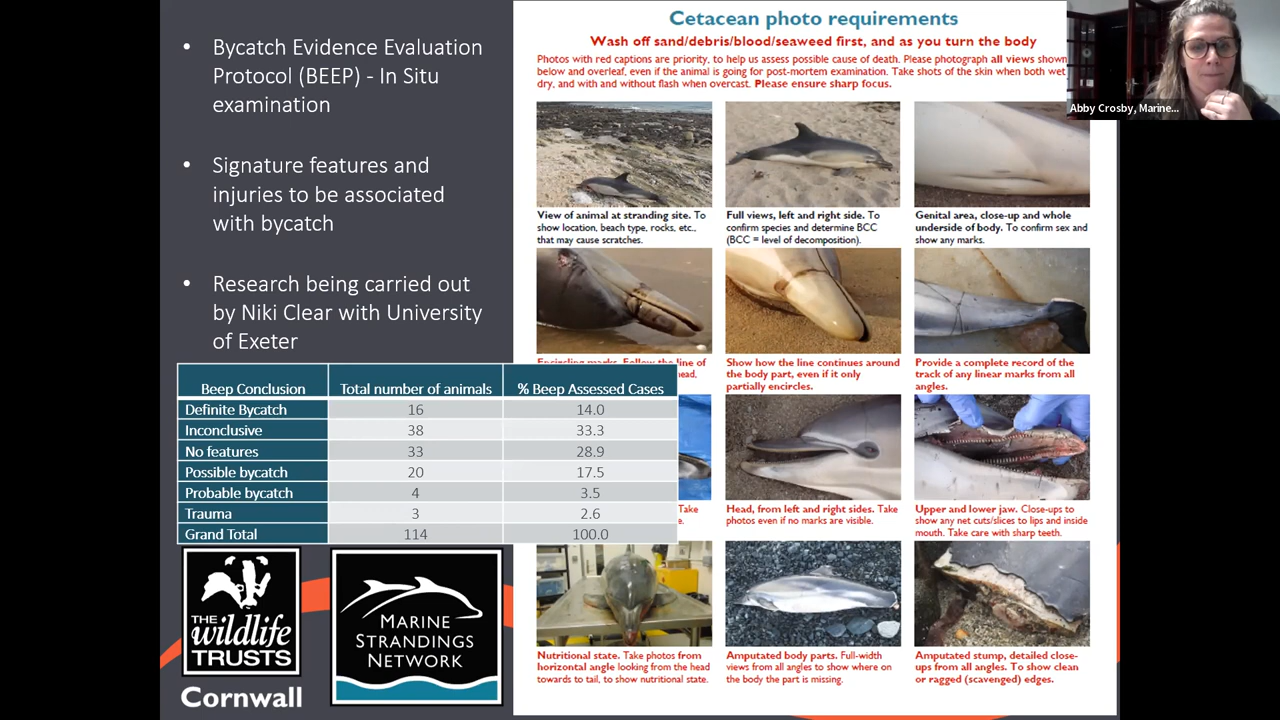 • Bycatch Evidence Evaluation
Protocol (BEEP) - In Situ
examination
• Signature features and
injuries to be associated
with bycatch
• Research being carried out
by Niki Clear with University
of Exeter
Beep Conclusion Total number of animals % Beep Assessed Cases
Definite Bycatch 16 14.0
Inconclusive 38 33.3
No features 33 28.9
Possible bycatch 20 17.5
Probable bycatch 4 3.5
Trauma 3 2.6
Grand Total 114 100.0
THE
wildlife
TRUSTS
Cornwall
MARINE
STRANDINGS
NETWORK
Cetacean photo requirements
Wash off sand/debris/blood/seaweed first, and as you turn the body
Photos with red captions are priority, to help us assess possible cause of death. Please photograph all views shown
below and overleaf, even if the animal is going for post-mortem examination. Take shots of the skin when both wet
dry, and with and without flash when overcast. Please ensure sharp focus.
View of animal at stranding site. To
show location, beach type, rocks, etc.,
that may cause scratches.
Full views, left and right side. To
confirm species and determine BCC
(BCC = level of decomposition).
Genital area, close-up and whole
underside of body. To confirm sex and
show any marks.
Encircling marks. Follow the line of
head,
Show how the line continues around
the body part, even if it only
partially encircles.
Provide a complete record of the
track of any linear marks from all
angles.
Take
Head, from left and right sides. Take
photos even if no marks are visible.
Upper and lower jaw. Close-ups to
show any net cuts/slices to lips and inside
mouth. Take care with sharp teeth.
Nutritional state. Take photos from
horizontal angle looking from the head
towards to tail, to show nutritional state.
Amputated body parts. Full-width
views from all angles to show where on
the body the part is missing.
Amputated stump, detailed close-
ups from all angles. To show clean
or ragged (scavenged) edges.
Abby Crosby, Marine...